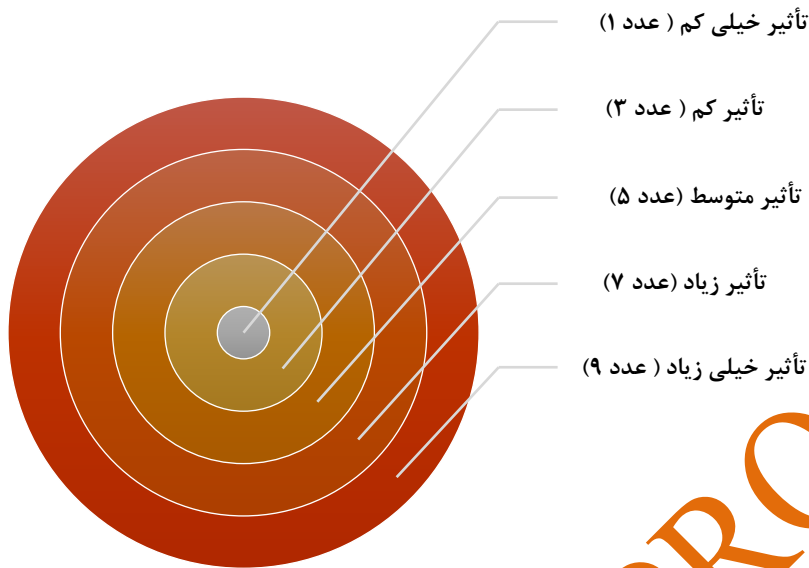 تأثیر خیلی کم ( عدد ۱)
تأثیر کم ( عدد ۳)
تأثیر متوسط (عدد ۵)
تأثیر زیاد (عدد ۷)
تأثیر خیلی زیاد ( عدد ۹)